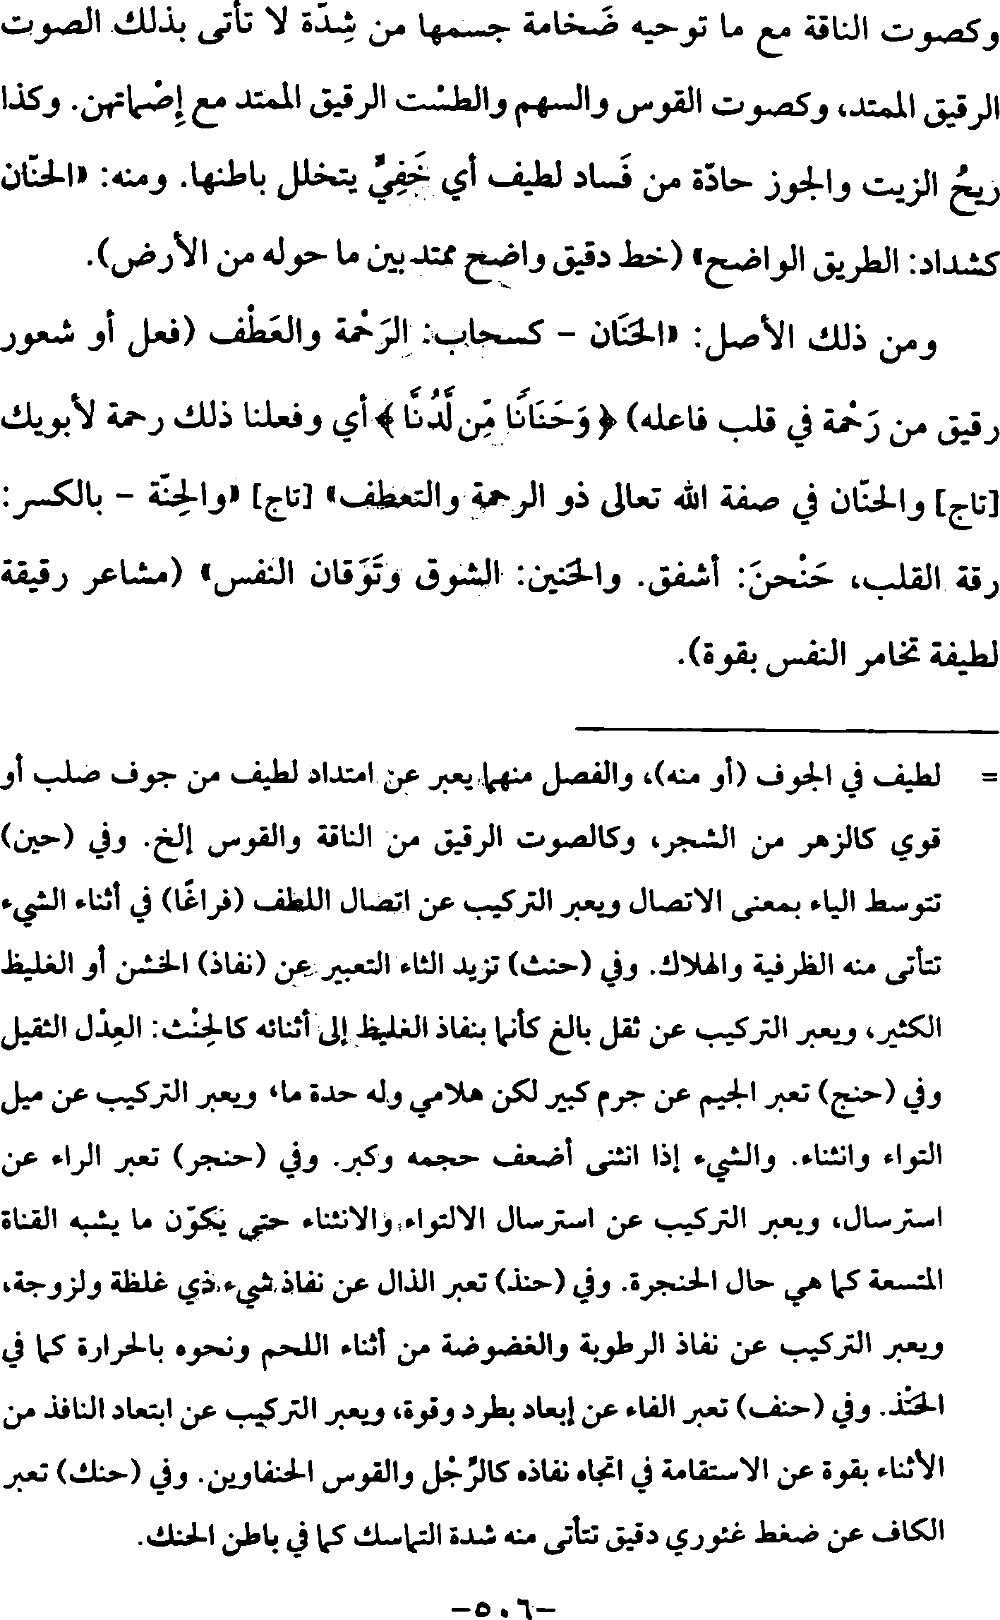 وكصوت الناقة مع ما توحيه ضَخامة جسمها من شِدّة لا تأتى بذلك الصوت
الرقيق الممتد، وكصوت القوس والسهم والطسْت الرقيق الممتد مع إِصْماتهن. وكذا
ريحُ الزيت والجوز حادّة من فَساد لطيف أي خَفِيٍّ يتخلل باطنها. ومنه: «الحنّان
كشداد: الطريق الواضح» (خط دقيق واضح ممتد بين ما حوله من الأرض).
ومن ذلك الأصل: «الحَنَان – كسحاب: الرَحْمة والعَطْف (فعل أو شعور
رقيق من رَحْمة في قلب فاعله) ﴿وَحَنَانًا مِّن لَّدُنَّا﴾ أي وفعلنا ذلك رحمة لأبويك
[تاج] والحنّان في صفة الله تعالى ذو الرحمة والتعطف» [تاج] «والحِنّة – بالكسر:
رقة القلب، حَنْحنَ: أشفق. والحَنين: الشوق وتَوَقان النفس» (مشاعر رقيقة
لطيفة تخامر النفس بقوة).
= لطيف في الجوف (أو منه)، والفصل منهما يعبر عن امتداد لطيف من جوف صلب أو
قوي كالزهر من الشجر، وكالصوت الرقيق من الناقة والقوس إلخ. وفي (حين)
تتوسط الياء بمعنى الاتصال ويعبر التركيب عن اتصال اللطف (فراغًا) في أثناء الشيء
تتأتى منه الظرفية والهلاك. وفي (حنث) تزيد الثاء التعبير عن (نفاذ) الخشن أو الغليظ
الكثير، ويعبر التركيب عن ثقل بالغ كأنما بنفاذ الغليظ إلى أثنائه كالحِنْث: العِدْل الثقيل
وفي (حنج) تعبر الجيم عن جرم كبير لكن هلامي وله حدة ما، ويعبر التركيب عن ميل
التواء وانثناء. والشيء إذا انثنى أضعف حجمه وكبر. وفي (حنجر) تعبر الراء عن
استرسال، ويعبر التركيب عن استرسال الالتواء والانثناء حتى يَكوّن ما يشبه القناة
المتسعة كما هي حال الحنجرة. وفي (حنذ) تعبر الذال عن نفاذ شيء ذي غلظة ولزوجة،
ويعبر التركيب عن نفاذ الرطوبة والغضوضة من أثناء اللحم ونحوه بالحرارة كما في
الحَنْذ. وفي (حنف) تعبر الفاء عن إبعاد بطرد وقوة، ويعبر التركيب عن ابتعاد النافذ من
الأثناء بقوة عن الاستقامة في اتجاه نفاذه كالرِّجْل والقوس الحنفاوين. وفي (حنك) تعبر
الكاف عن ضغط غئوري دقيق تتأتى منه شدة التماسك كما في باطن الحنك.
–٥٠٦–